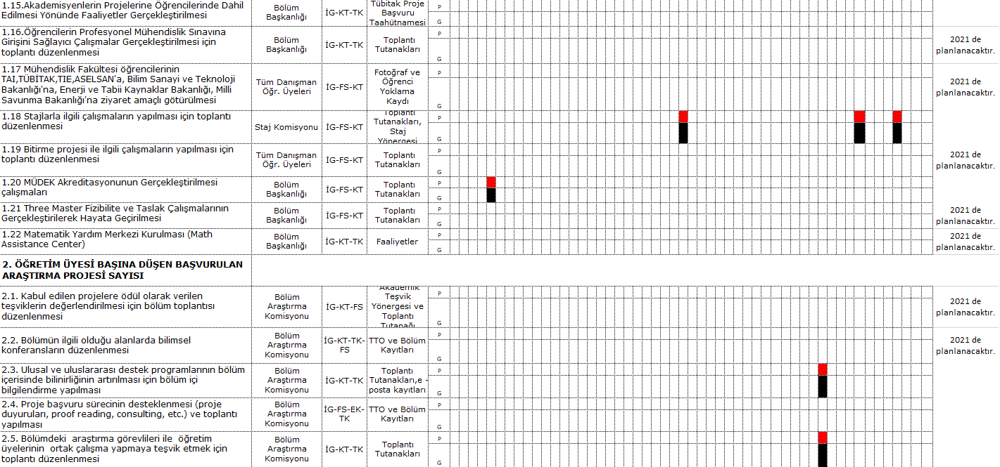 1.15.Akademisyenlerin Projelerine Öğrencilerinde Dahil
Edilmesi Yönünde Faaliyetler Gerçekleştirilmesi
Bölüm
Başkanlığı
İG-KT-TK
Tübitak Proje
Başvuru
Taahütnamesi
P
G
1.16.Öğrencilerin Profesyonel Mühendislik Sınavına
Girişini Sağlayıcı Çalışmalar Gerçekleştirilmesi için
toplantı düzenlenmesi
Bölüm
Başkanlığı
İG-KT-TK
Toplantı
Tutanakları
P
G
2021 de
planlanacaktır.
1.17 Mühendislik Fakültesi öğrencilerinin
TAI,TÜBİTAK,TIE,ASELSAN'a, Bilim Sanayi ve Teknoloji
Bakanlığı'na, Enerji ve Tabii Kaynaklar Bakanlığı, Milli
Savunma Bakanlığı'na ziyaret amaçlı götürülmesi
Tüm Danışman
Öğr. Üyeleri
İG-FS-KT
Fotoğraf ve
Öğrenci
Yoklama
Kaydı
P
G
2021 de
planlanacaktır.
1.18 Stajlarla ilgili çalışmaların yapılması için toplantı
düzenlenmesi
Staj Komisyonu
İG-FS-KT
Toplantı
Tutanakları,
Staj
Yönergesi
P
G
1.19 Bitirme projesi ile ilgili çalışmaların yapılması için
toplantı düzenlenmesi
Tüm Danışman
Öğr. Üyeleri
İG-FS-KT
Toplantı
Tutanakları
P
G
2021 de
planlanacaktır.
1.20 MÜDEK Akreditasyonunun Gerçekleştirilmesi
çalışmaları
Bölüm
Başkanlığı
İG-FS-KT
Toplantı
Tutanakları
P
G
1.21 Three Master Fizibilite ve Taslak Çalışmalarının
Gerçekleştirilerek Hayata Geçirilmesi
Bölüm
Başkanlığı
İG-FS-KT
Toplantı
Tutanakları
P
G
2021 de
planlanacaktır.
1.22 Matematik Yardım Merkezi Kurulması (Math
Assistance Center)
Bölüm
Başkanlığı
İG-KT-TK
Faaliyetler
P
G
2021 de
planlanacaktır.
2. ÖĞRETİM ÜYESİ BAŞINA DÜŞEN BAŞVURULAN
ARAŞTIRMA PROJESİ SAYISI
2.1. Kabul edilen projelere ödül olarak verilen
teşviklerin değerlendirilmesi için bölüm toplantısı
düzenlenmesi
Bölüm
Araştırma
Komisyonu
İG-KT-FS
Akademik
Teşvik
Yönergesi ve
Toplantı
Tutanağı
P
G
2021 de
planlanacaktır.
2.2. Bölümün ilgili olduğu alanlarda bilimsel
konferansların düzenlenmesi
Bölüm
Araştırma
Komisyonu
İG-KT-TK-
FS
TTO ve Bölüm
Kayıtları
P
G
2021 de
planlanacaktır.
2.3. Ulusal ve uluslararası destek programlarının bölüm
içerisinde bilinirliğinin artırılması için bölüm içi
bilgilendirme yapılması
Bölüm
Araştırma
Komisyonu
İG-KT-TK
Toplantı
Tutanakları,e -
posta kayıtları
P
G
2.4. Proje başvuru sürecinin desteklenmesi (proje
duyuruları, proof reading, consulting, etc.) ve toplantı
yapılması
Bölüm
Araştırma
Komisyonu
İG-FS-EK-
TK
TTO ve Bölüm
Kayıtları
P
G
2.5. Bölümdeki  araştırma görevlileri ile  öğretim
üyelerinin  ortak çalışma yapmaya teşvik etmek için
toplantı düzenlenmesi
Bölüm
Araştırma
Komisyonu
İG-KT-TK
Toplantı
Tutanakları
P
G